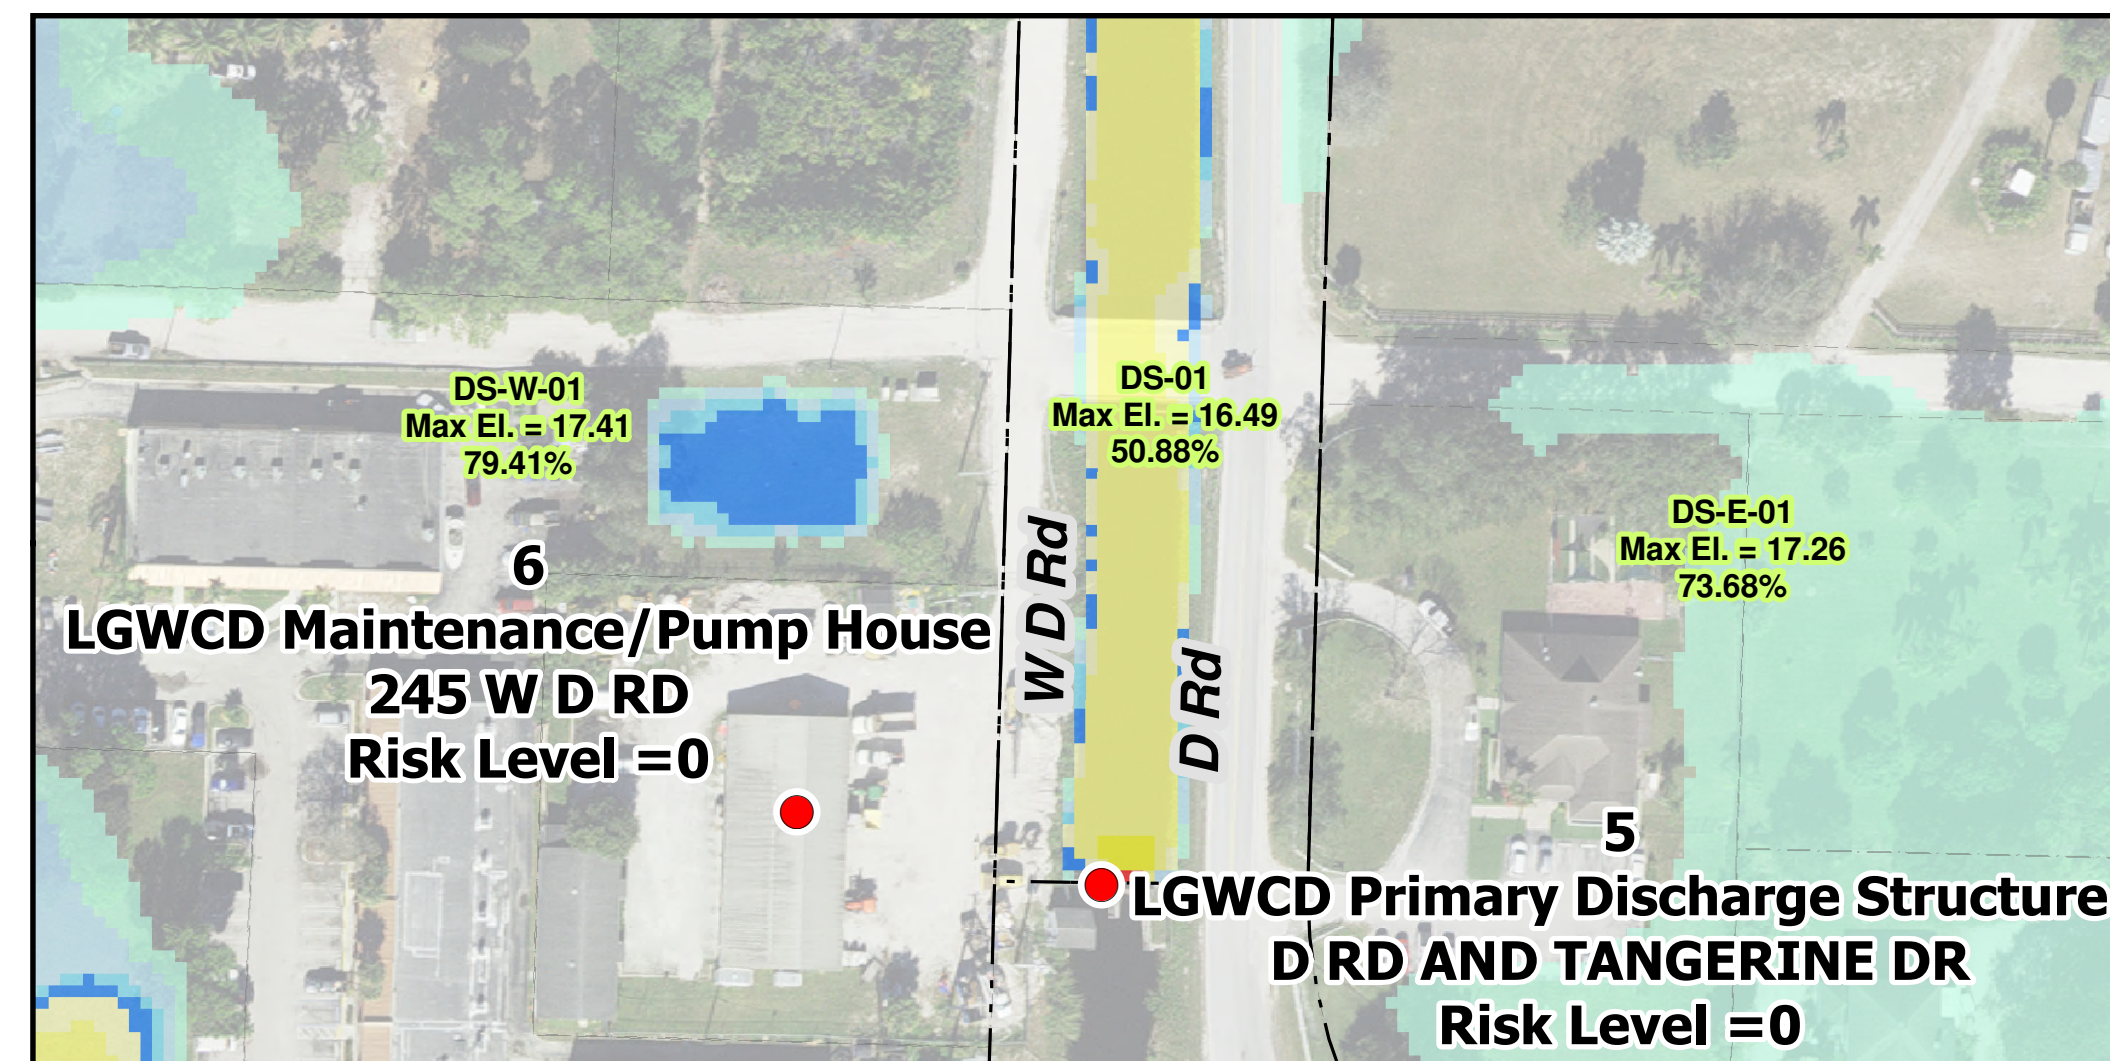 DS-W-01
Max El. = 17.41
79.41%
DS-01
Max El. = 16.49
50.88%
DS-E-01
Max El. = 17.26
73.68%
6
LGWCD Maintenance/Pump House
245 W D RD
Risk Level =0
W D Rd
D Rd
5
LGWCD Primary Discharge Structure
D RD AND TANGERINE DR
Risk Level =0